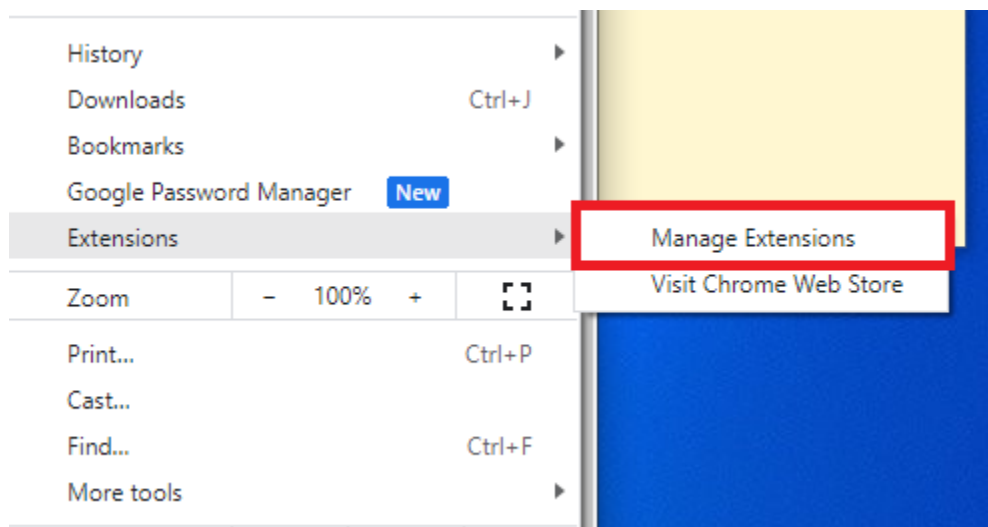 History
Downloads Ctrl+J
Bookmarks
Google Password Manager New
Extensions
Manage Extensions
Visit Chrome Web Store
Zoom - 100% +
Print... Ctrl+P
Cast...
Find... Ctrl+F
More tools